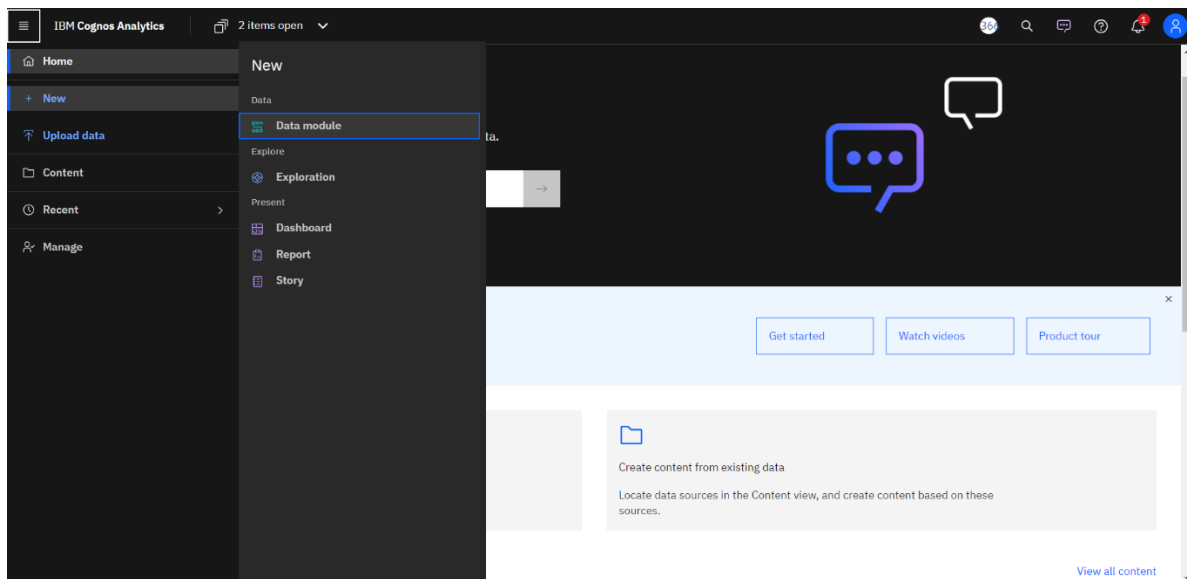 IBM Cognos Analytics
2 items open
1
Home
New
Upload data
Content
Recent
Manage
New
Data
Data module
Explore
Exploration
Present
Dashboard
Report
Story
ta.
Get started
Watch videos
Product tour
Create content from existing data
Locate data sources in the Content view, and create content based on these
sources.
View all content